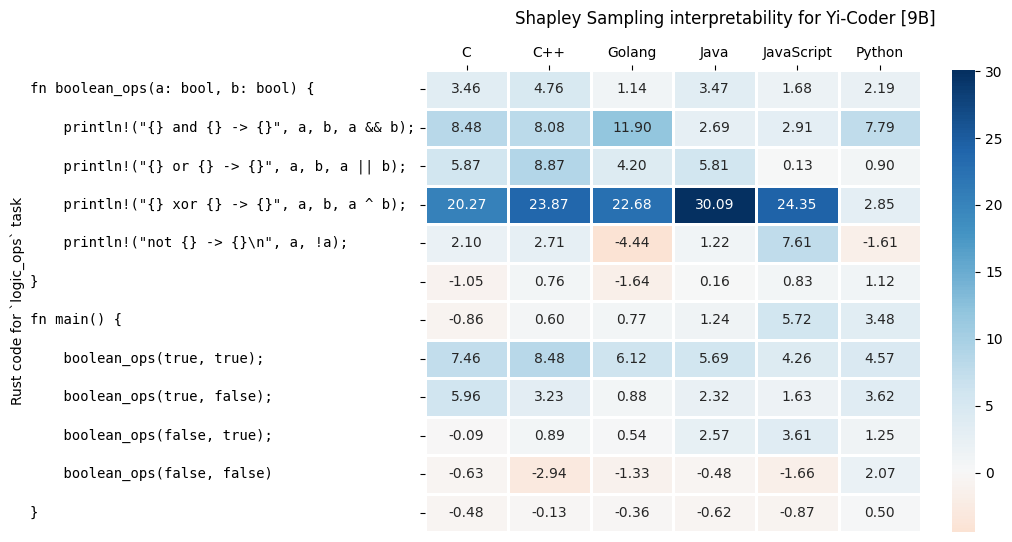 Shapley Sampling interpretability for Yi-Coder [9B]
C C++ Golang Java JavaScript Python
Rust code for `logic_ops` task
fn boolean_ops(a: bool, b: bool) { 3.46 4.76 1.14 3.47 1.68 2.19
    println!("{} and {} -> {}", a, b, a && b); 8.48 8.08 11.90 2.69 2.91 7.79
    println!("{} or {} -> {}", a, b, a || b); 5.87 8.87 4.20 5.81 0.13 0.90
    println!("{} xor {} -> {}", a, b, a ^ b); 20.27 23.87 22.68 30.09 24.35 2.85
    println!("not {} -> {}\n", a, !a); 2.10 2.71 -4.44 1.22 7.61 -1.61
} -1.05 0.76 -1.64 0.16 0.83 1.12
fn main() { -0.86 0.60 0.77 1.24 5.72 3.48
    boolean_ops(true, true); 7.46 8.48 6.12 5.69 4.26 4.57
    boolean_ops(true, false); 5.96 3.23 0.88 2.32 1.63 3.62
    boolean_ops(false, true); -0.09 0.89 0.54 2.57 3.61 1.25
    boolean_ops(false, false) -0.63 -2.94 -1.33 -0.48 -1.66 2.07
} -0.48 -0.13 -0.36 -0.62 -0.87 0.50
30
25
20
15
10
5
0